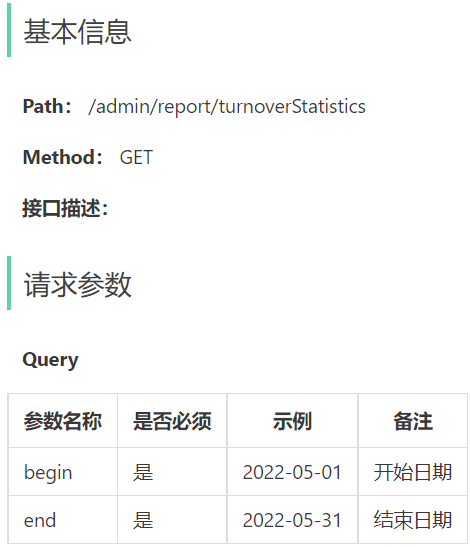 基本信息
Path： /admin/report/turnoverStatistics
Method： GET
接口描述：
请求参数
Query
参数名称 是否必须 示例 备注
begin 是 2022-05-01 开始日期
end 是 2022-05-31 结束日期